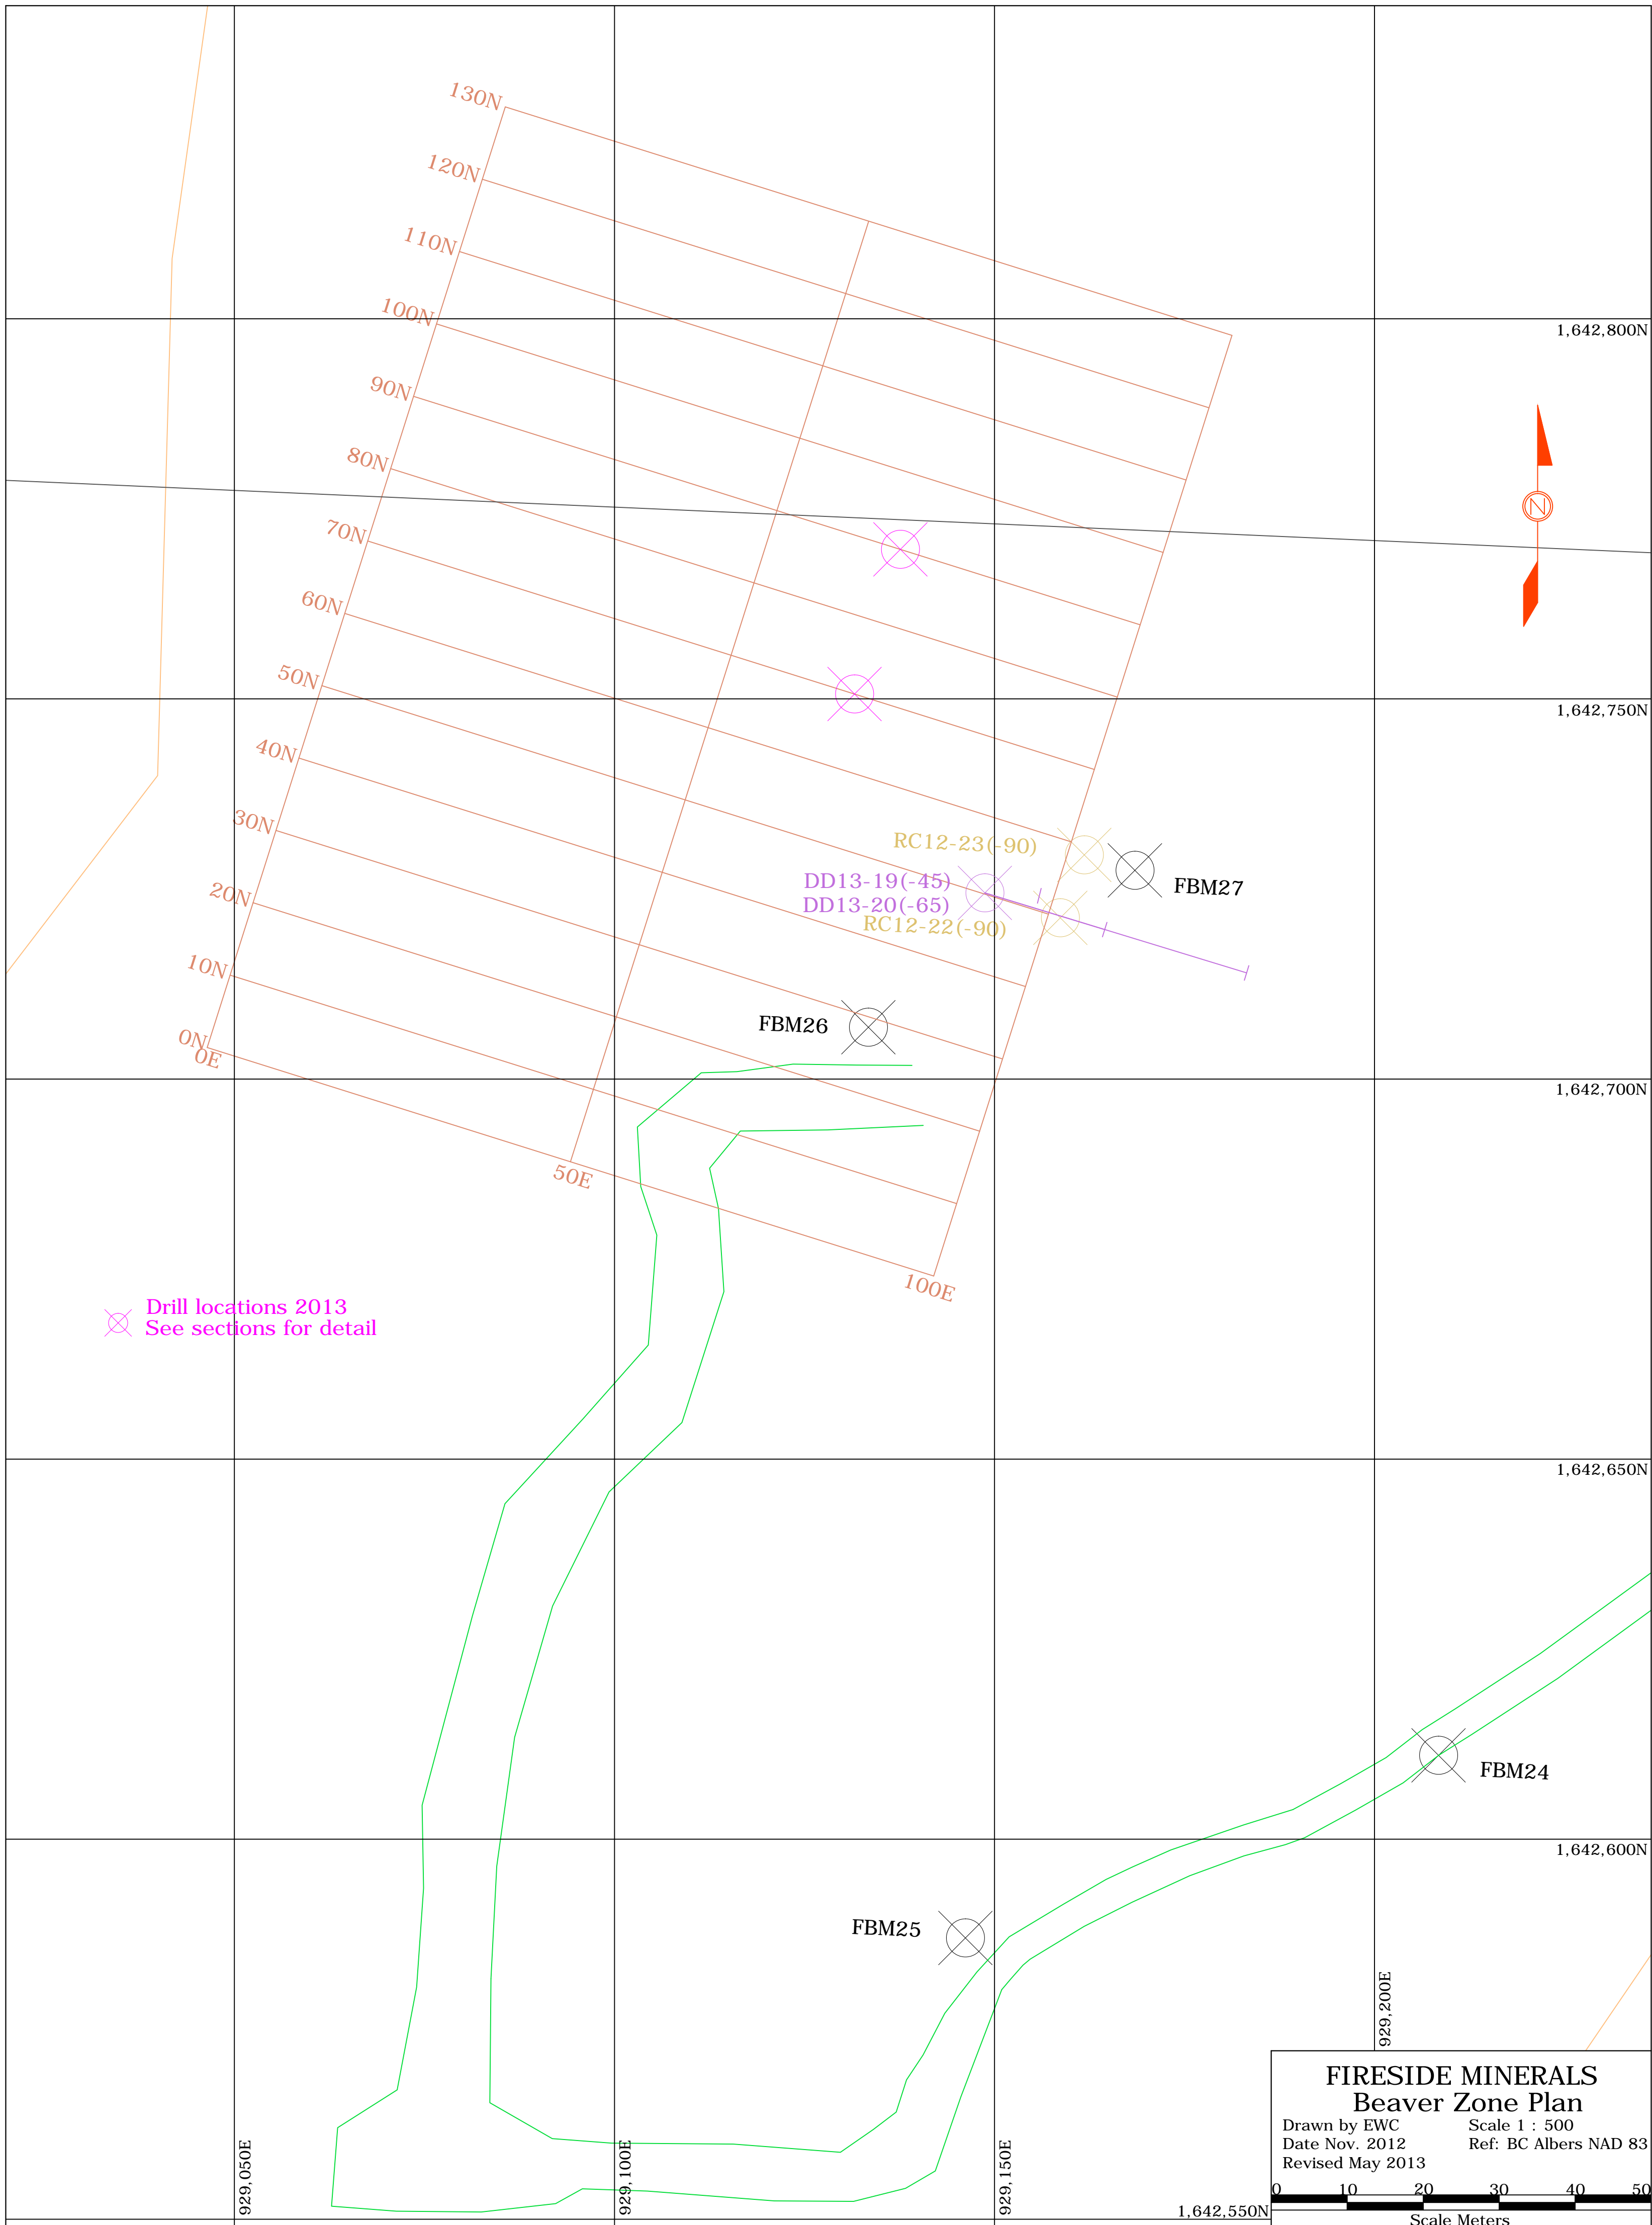 130N
120N
110N
100N
90N
80N
70N
60N
50N
40N
30N
20N
10N
0N
0E
50E
100E
1,642,800N
N
1,642,750N
RC12-23(-90)
DD13-19(-45)
DD13-20(-65)
RC12-22(-90)
FBM27
FBM26
1,642,700N
Drill locations 2013
See sections for detail
1,642,650N
FBM24
1,642,600N
FBM25
929,050E
929,100E
929,150E
929,200E
1,642,550N
FIRESIDE MINERALS
Beaver Zone Plan
Drawn by EWC Scale 1 : 500
Date Nov. 2012 Ref: BC Albers NAD 83
Revised May 2013
0 10 20 30 40 50
Scale Meters